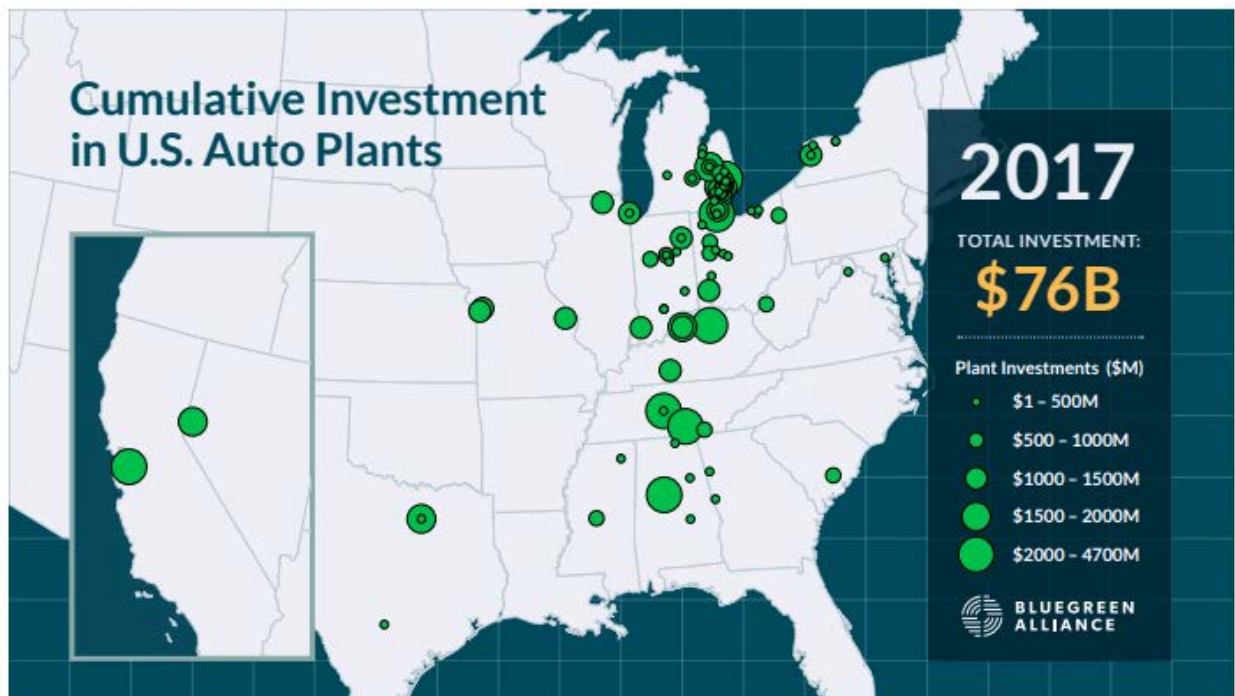 Cumulative Investment
in U.S. Auto Plants
2017
TOTAL INVESTMENT:
$76B
Plant Investments ($M)
$1 – 500M
$500 – 1000M
$1000 – 1500M
$1500 – 2000M
$2000 – 4700M
BLUEGREEN
ALLIANCE